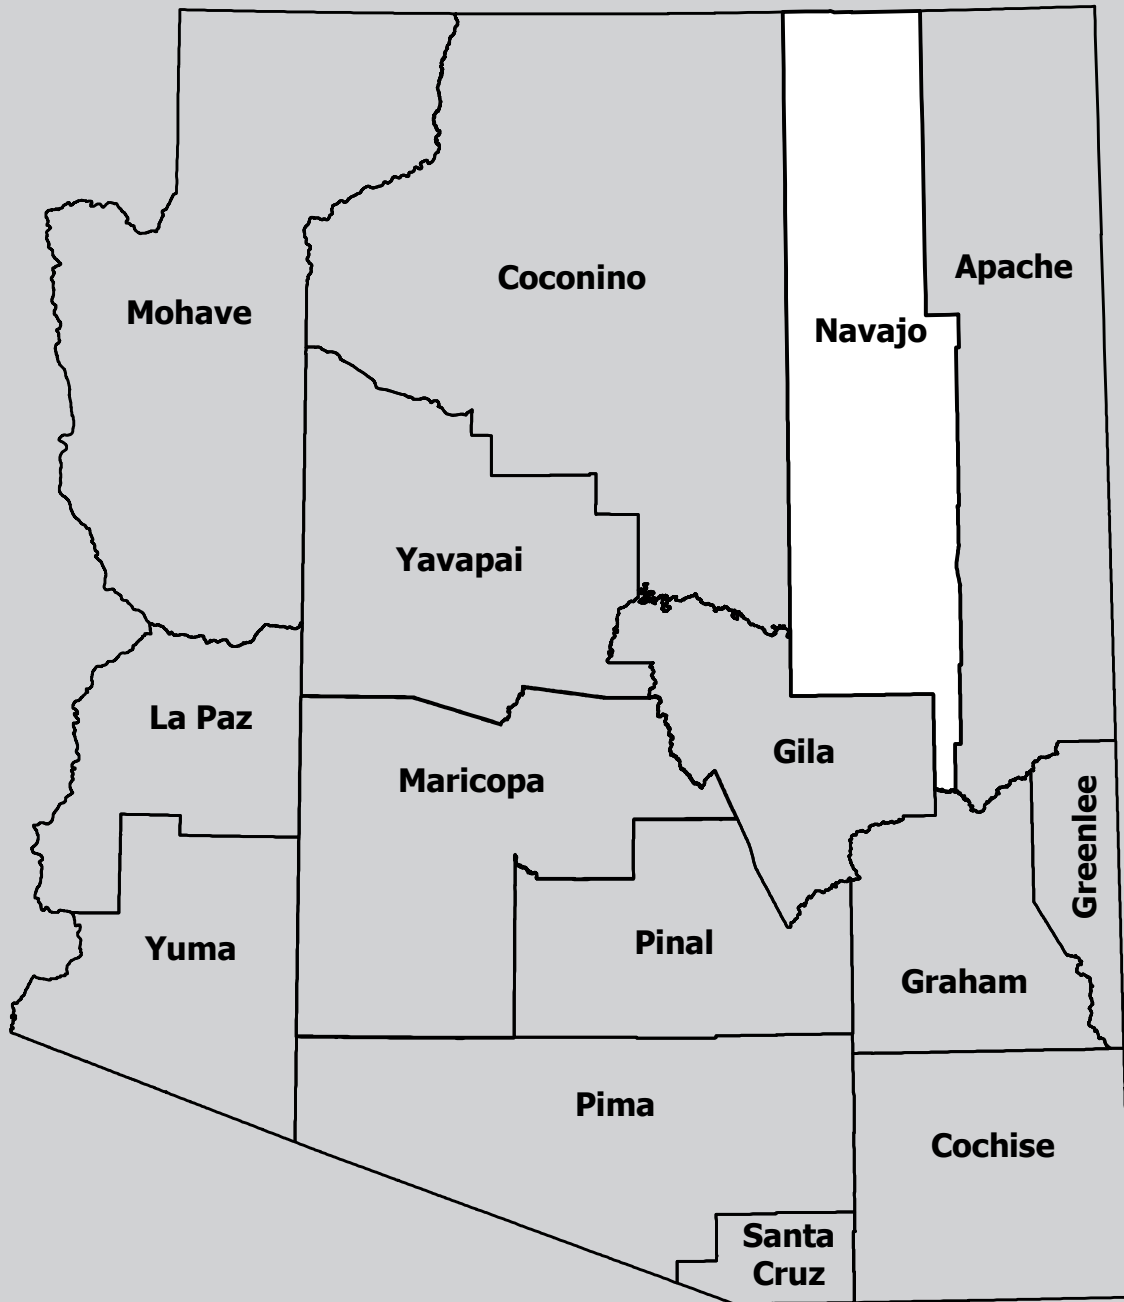 Apache
Coconino
Mohave
Navajo
Yavapai
La Paz
Gila
Maricopa
Greenlee
Pinal
Yuma
Graham
Pima
Cochise
Santa
Cruz